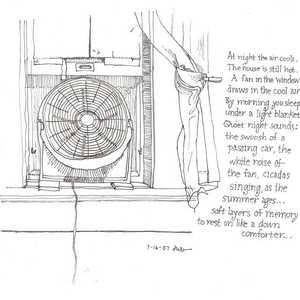 At night the air cools.
The house is still hot.
A fan in the window
draws in the cool air
By morning you sleep
under a light blanket
Quiet night sounds:
the swoosh of a
passing car, the
white noise of
the fan, cicadas
singing, as the
summer ages...
soft layers of memory
to rest on like a down
comforter...
7-16-07